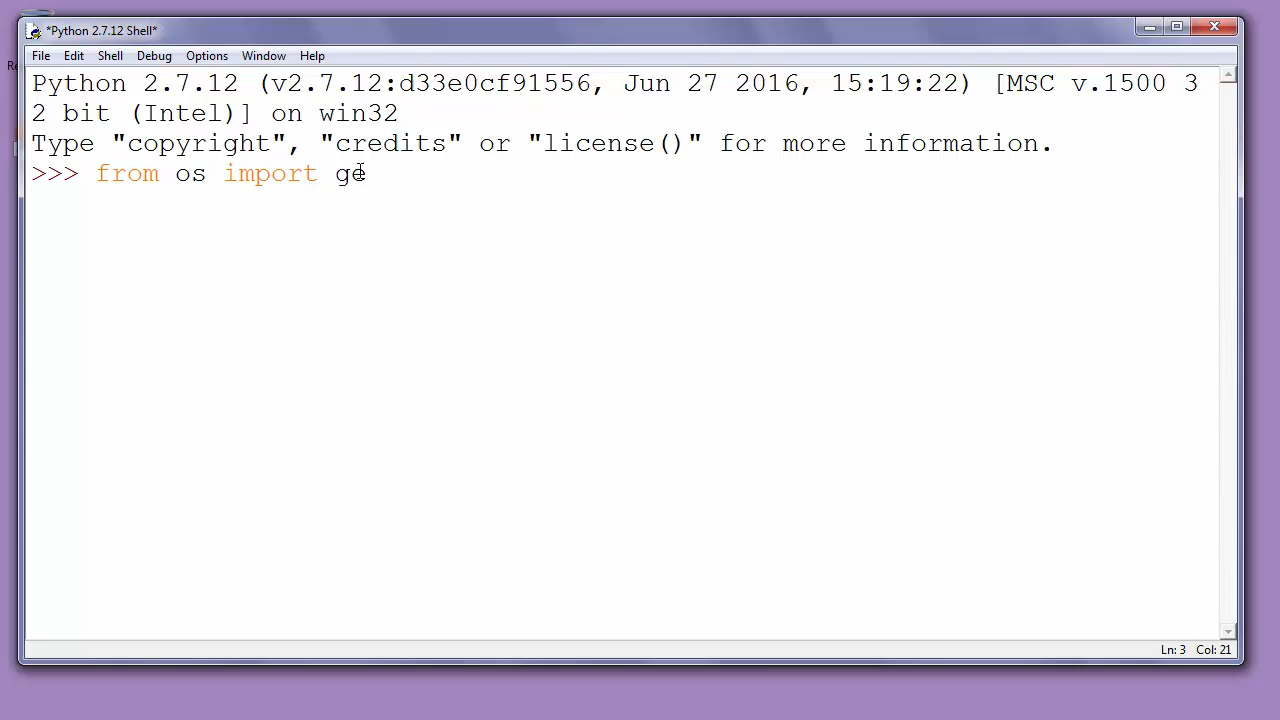 *Python 2.7.12 Shell*
File Edit Shell Debug Options Window Help
Python 2.7.12 (v2.7.12:d33e0cf91556, Jun 27 2016, 15:19:22) [MSC v.1500 3
2 bit (Intel)] on win32
Type "copyright", "credits" or "license()" for more information.
>>> from os import ge
Ln: 3 Col: 21